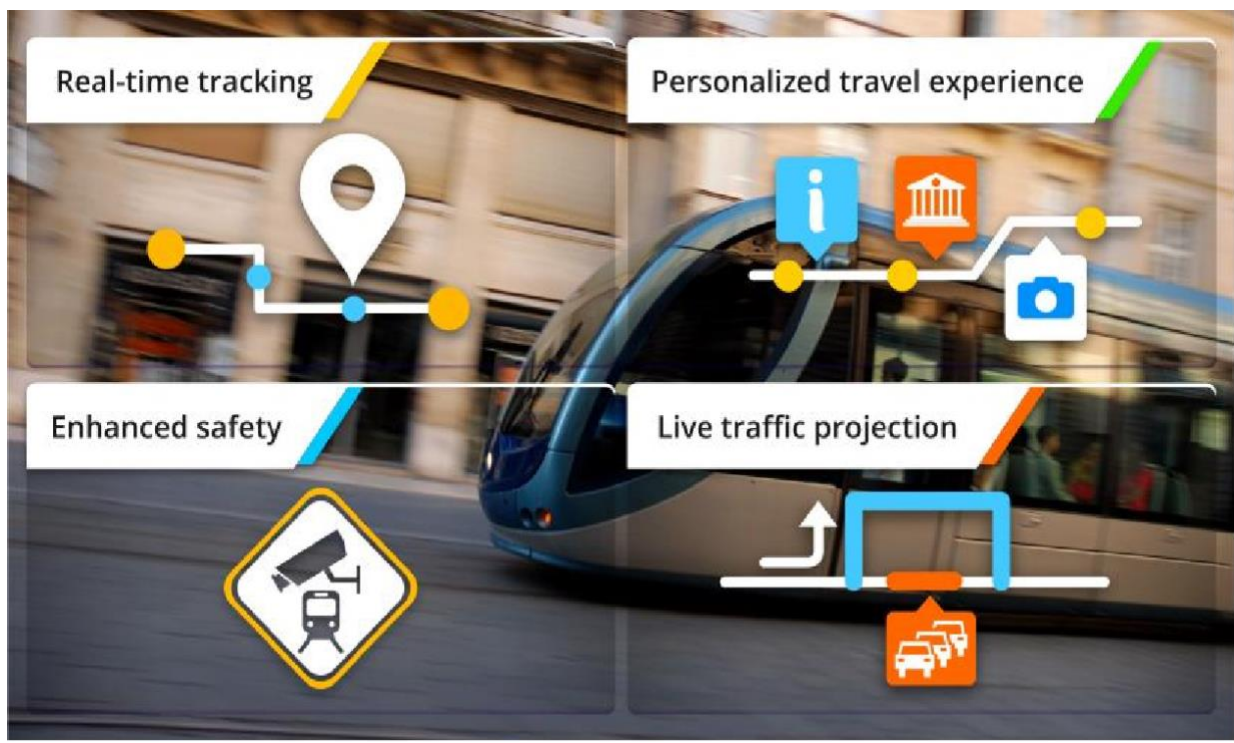 Real-time tracking
Personalized travel experience
i
Enhanced safety
Live traffic projection